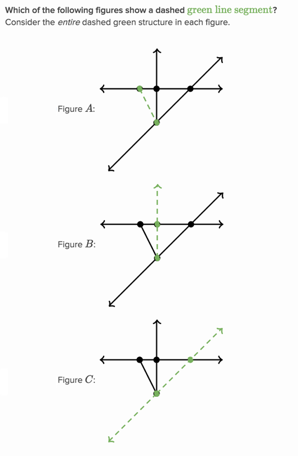 Which of the following figures show a dashed green line segment?
Consider the entire dashed green structure in each figure.
Figure A:
Figure B:
Figure C: